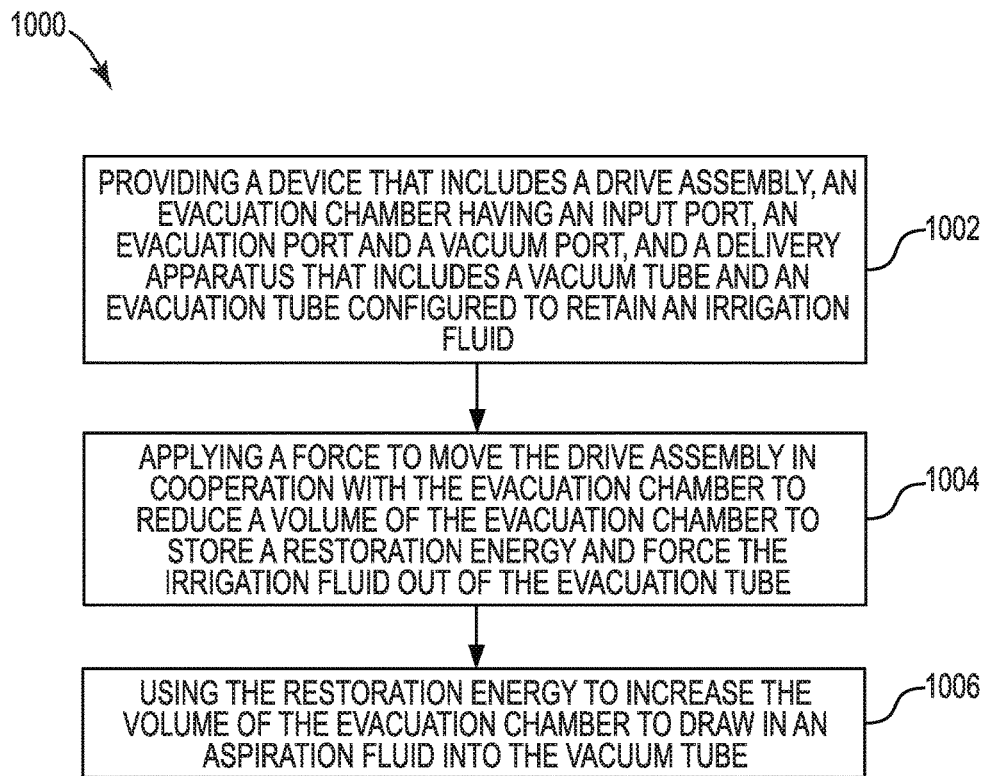 1000
PROVIDING A DEVICE THAT INCLUDES A DRIVE ASSEMBLY, AN
EVACUATION CHAMBER HAVING AN INPUT PORT, AN
EVACUATION PORT AND A VACUUM PORT, AND A DELIVERY
APPARATUS THAT INCLUDES A VACUUM TUBE AND AN
EVACUATION TUBE CONFIGURED TO RETAIN AN IRRIGATION
FLUID
1002
APPLYING A FORCE TO MOVE THE DRIVE ASSEMBLY IN
COOPERATION WITH THE EVACUATION CHAMBER TO
REDUCE A VOLUME OF THE EVACUATION CHAMBER TO
STORE A RESTORATION ENERGY AND FORCE THE
IRRIGATION FLUID OUT OF THE EVACUATION TUBE
1004
USING THE RESTORATION ENERGY TO INCREASE THE
VOLUME OF THE EVACUATION CHAMBER TO DRAW IN AN
ASPIRATION FLUID INTO THE VACUUM TUBE
1006